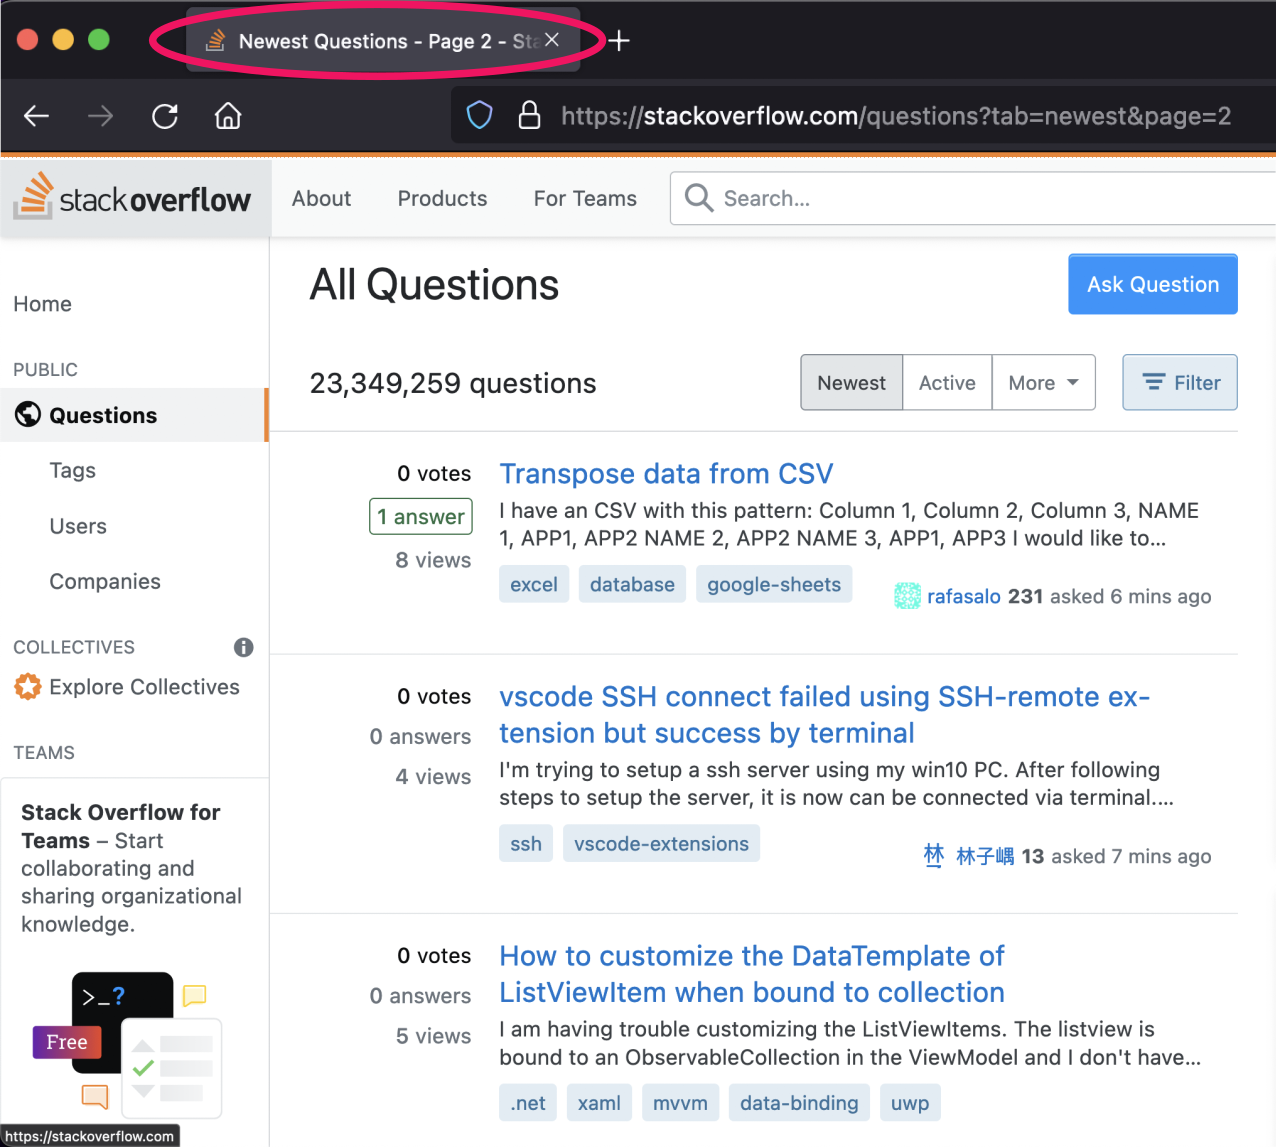 Newest Questions - Page 2 - Sta
https://stackoverflow.com/questions?tab=newest&page=2
stackoverflow
About
Products
For Teams
Search...
Home
PUBLIC
Questions
Tags
Users
Companies
COLLECTIVES
Explore Collectives
TEAMS
Stack Overflow for
Teams – Start
collaborating and
sharing organizational
knowledge.
>_?
Free
https://stackoverflow.com
All Questions
Ask Question
23,349,259 questions
Newest
Active
More
Filter
0 votes
1 answer
8 views
Transpose data from CSV
I have an CSV with this pattern: Column 1, Column 2, Column 3, NAME
1, APP1, APP2 NAME 2, APP2 NAME 3, APP1, APP3 I would like to...
excel
database
google-sheets
rafasalo 231 asked 6 mins ago
0 votes
0 answers
4 views
vscode SSH connect failed using SSH-remote ex-
tension but success by terminal
I'm trying to setup a ssh server using my win10 PC. After following
steps to setup the server, it is now can be connected via terminal....
ssh
vscode-extensions
林 林子嵎 13 asked 7 mins ago
0 votes
0 answers
5 views
How to customize the DataTemplate of
ListViewItem when bound to collection
I am having trouble customizing the ListViewItems. The listview is
bound to an ObservableCollection in the ViewModel and I don't have...
.net
xaml
mvvm
data-binding
uwp